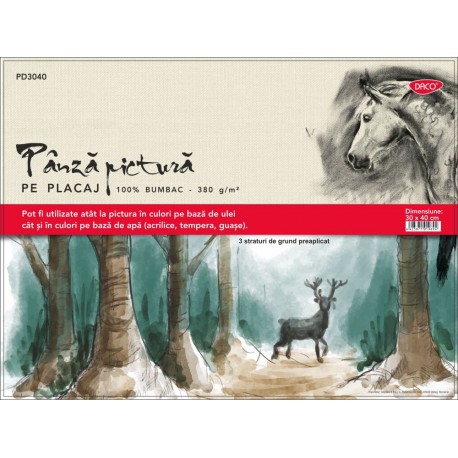 PD3040
DACO
Pânză pictură
PE PLACAJ 100% BUMBAC - 380 g/m²
Pot fi utilizate atât la pictura în culori pe bază de ulei
cât și în culori pe bază de apă (acrilice, tempera, guașe).
Dimensiune:
30 x 40 cm
3 straturi de grund preaplicat